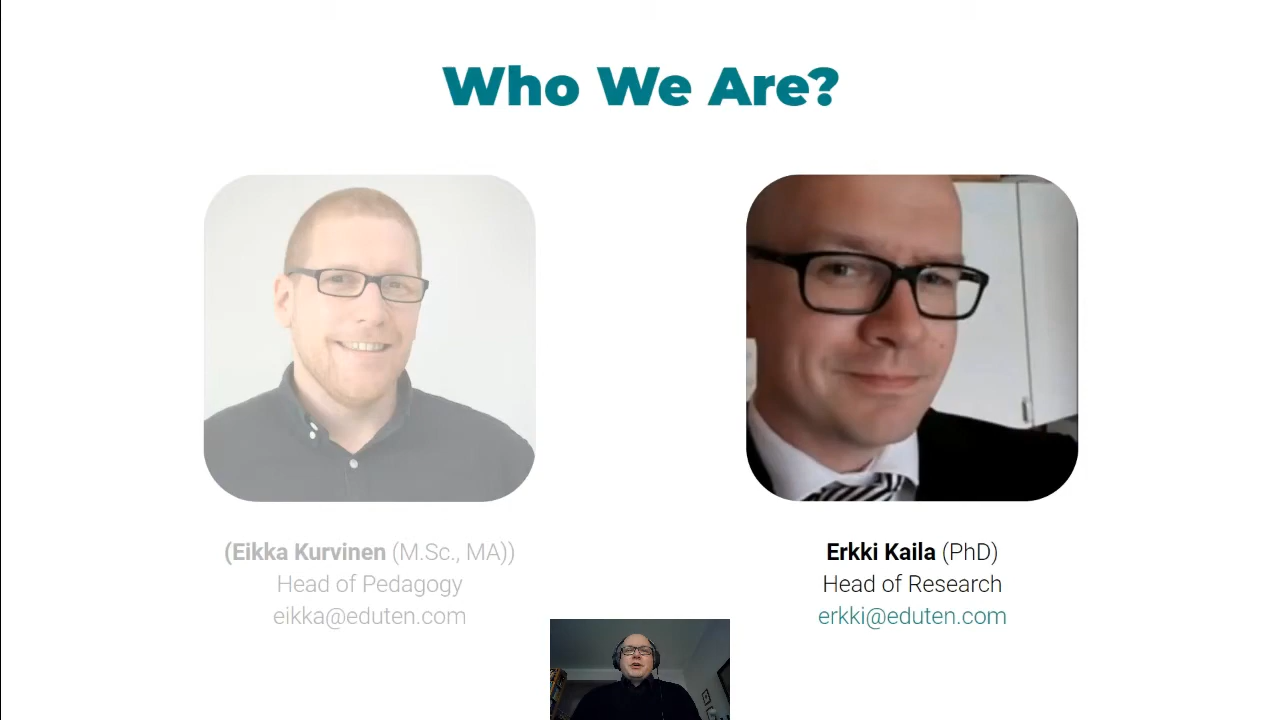 Who We Are?
(Eikka Kurvinen (M.Sc., MA))
Head of Pedagogy
eikka@eduten.com
Erkki Kaila (PhD)
Head of Research
erkki@eduten.com